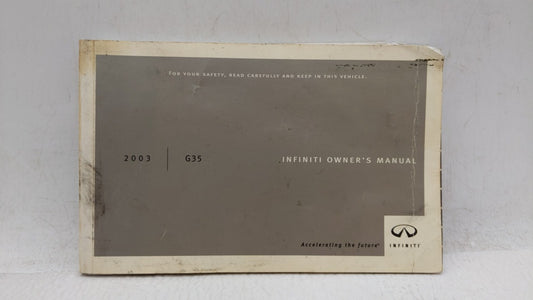 FOR YOUR SAFETY, READ CAREFULLY AND KEEP IN THIS VEHICLE.
2003 G35 INFINITI OWNER'S MANUAL
Accelerating the future®
INFINITI